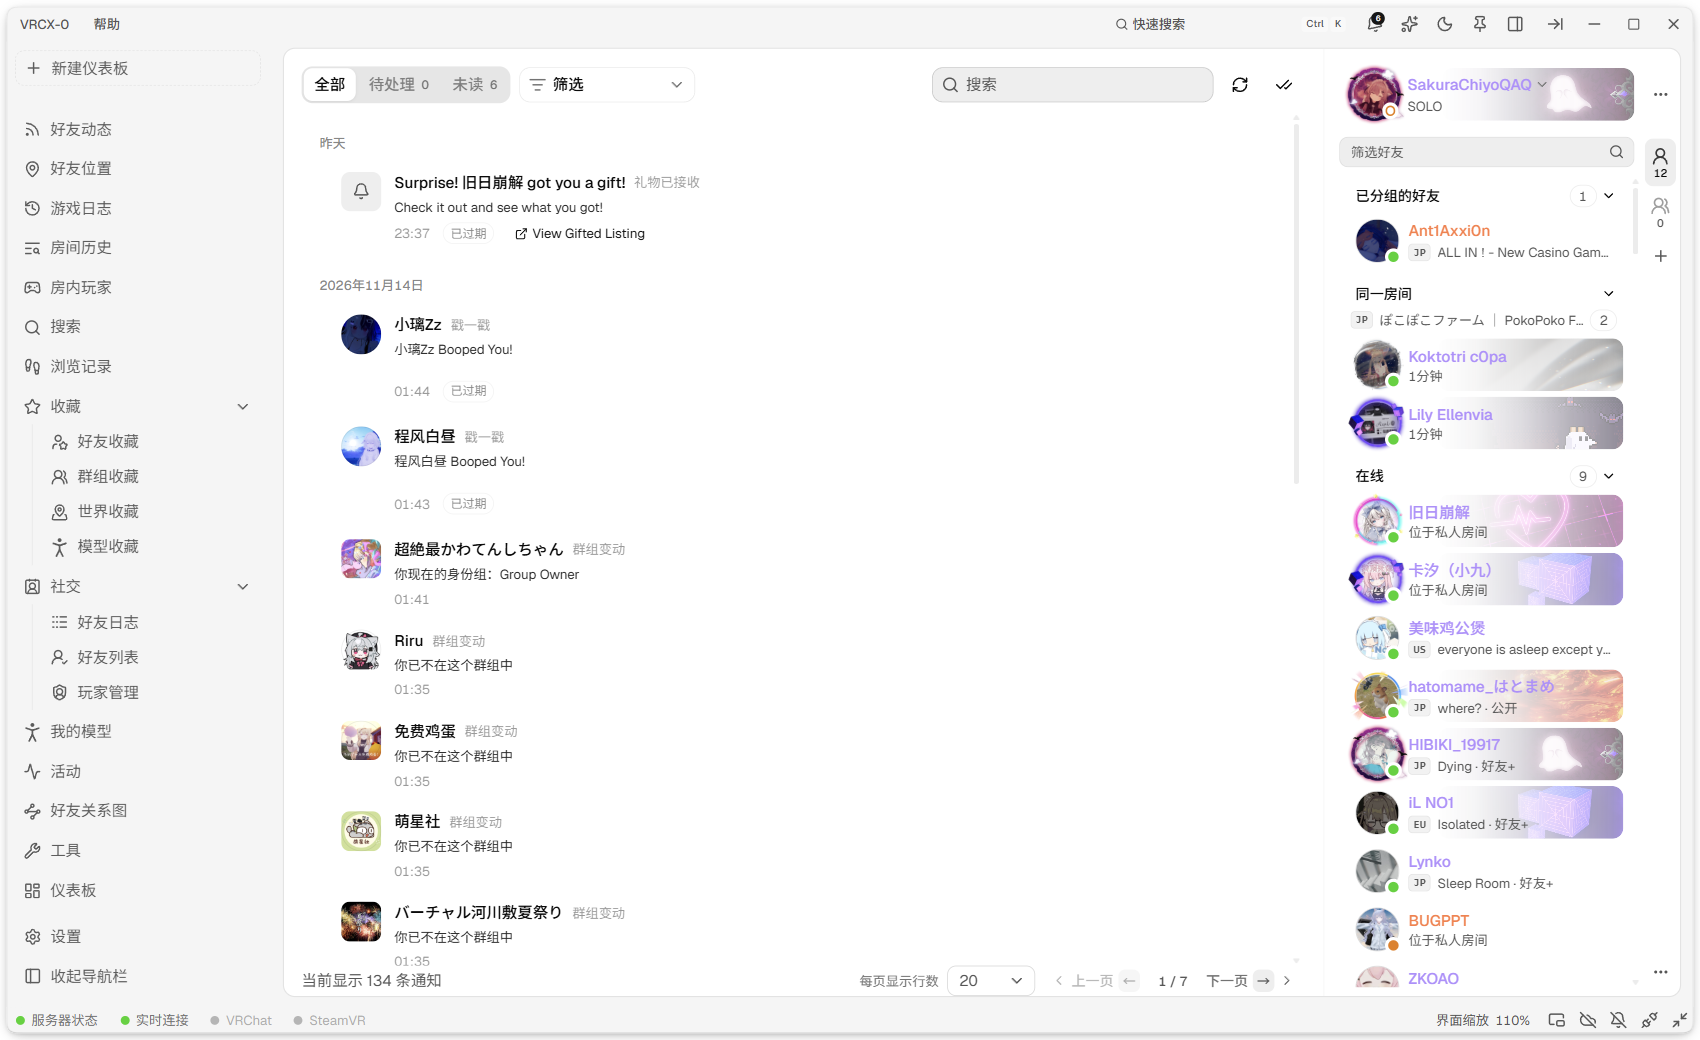 VRCX-0 帮助 快速搜索 Ctrl K 6
新建仪表板
好友动态
好友位置
游戏日志
房间历史
房内玩家
搜索
浏览记录
收藏
好友收藏
群组收藏
世界收藏
模型收藏
社交
好友日志
好友列表
玩家管理
我的模型
活动
好友关系图
工具
仪表板
设置
收起导航栏
全部 待处理 0 未读 6 筛选 搜索
昨天
Surprise! 旧日崩解 got you a gift! 礼物已接收
Check it out and see what you got!
23:37 已过期 View Gifted Listing
2026年11月14日
小璃Zz 戳一戳
小璃Zz Booped You!
01:44 已过期
程风白昼 戳一戳
程风白昼 Booped You!
01:43 已过期
超絶最かわてんしちゃん 群组变动
你现在的身份组：Group Owner
01:41
Riru 群组变动
你已不在这个群组中
01:35
免费鸡蛋 群组变动
你已不在这个群组中
01:35
萌星社 群组变动
你已不在这个群组中
01:35
バーチャル河川敷夏祭り 群组变动
你已不在这个群组中
01:35
当前显示 134 条通知 每页显示行数 20 上一页 ← 1 / 7 下一页 →
SakuraChiyoQAQ
SOLO
筛选好友
12
0
已分组的好友 1
Ant1Axxi0n
JP ALL IN ! - New Casino Gam...
同一房间
JP ぽこぽこファーム | PokoPoko F... 2
Koktotri c0pa
1分钟
Lily Ellenvia
1分钟
在线 9
旧日崩解
位于私人房间
卡汐（小九）
位于私人房间
美味鸡公煲
US everyone is asleep except y...
hatomame_はとまめ
JP where? · 公开
HIBIKI_19917
JP Dying · 好友+
iL NO1
EU Isolated · 好友+
Lynko
JP Sleep Room · 好友+
BUGPPT
位于私人房间
ZKOAO
服务器状态 实时连接 VRChat SteamVR 界面缩放 110%